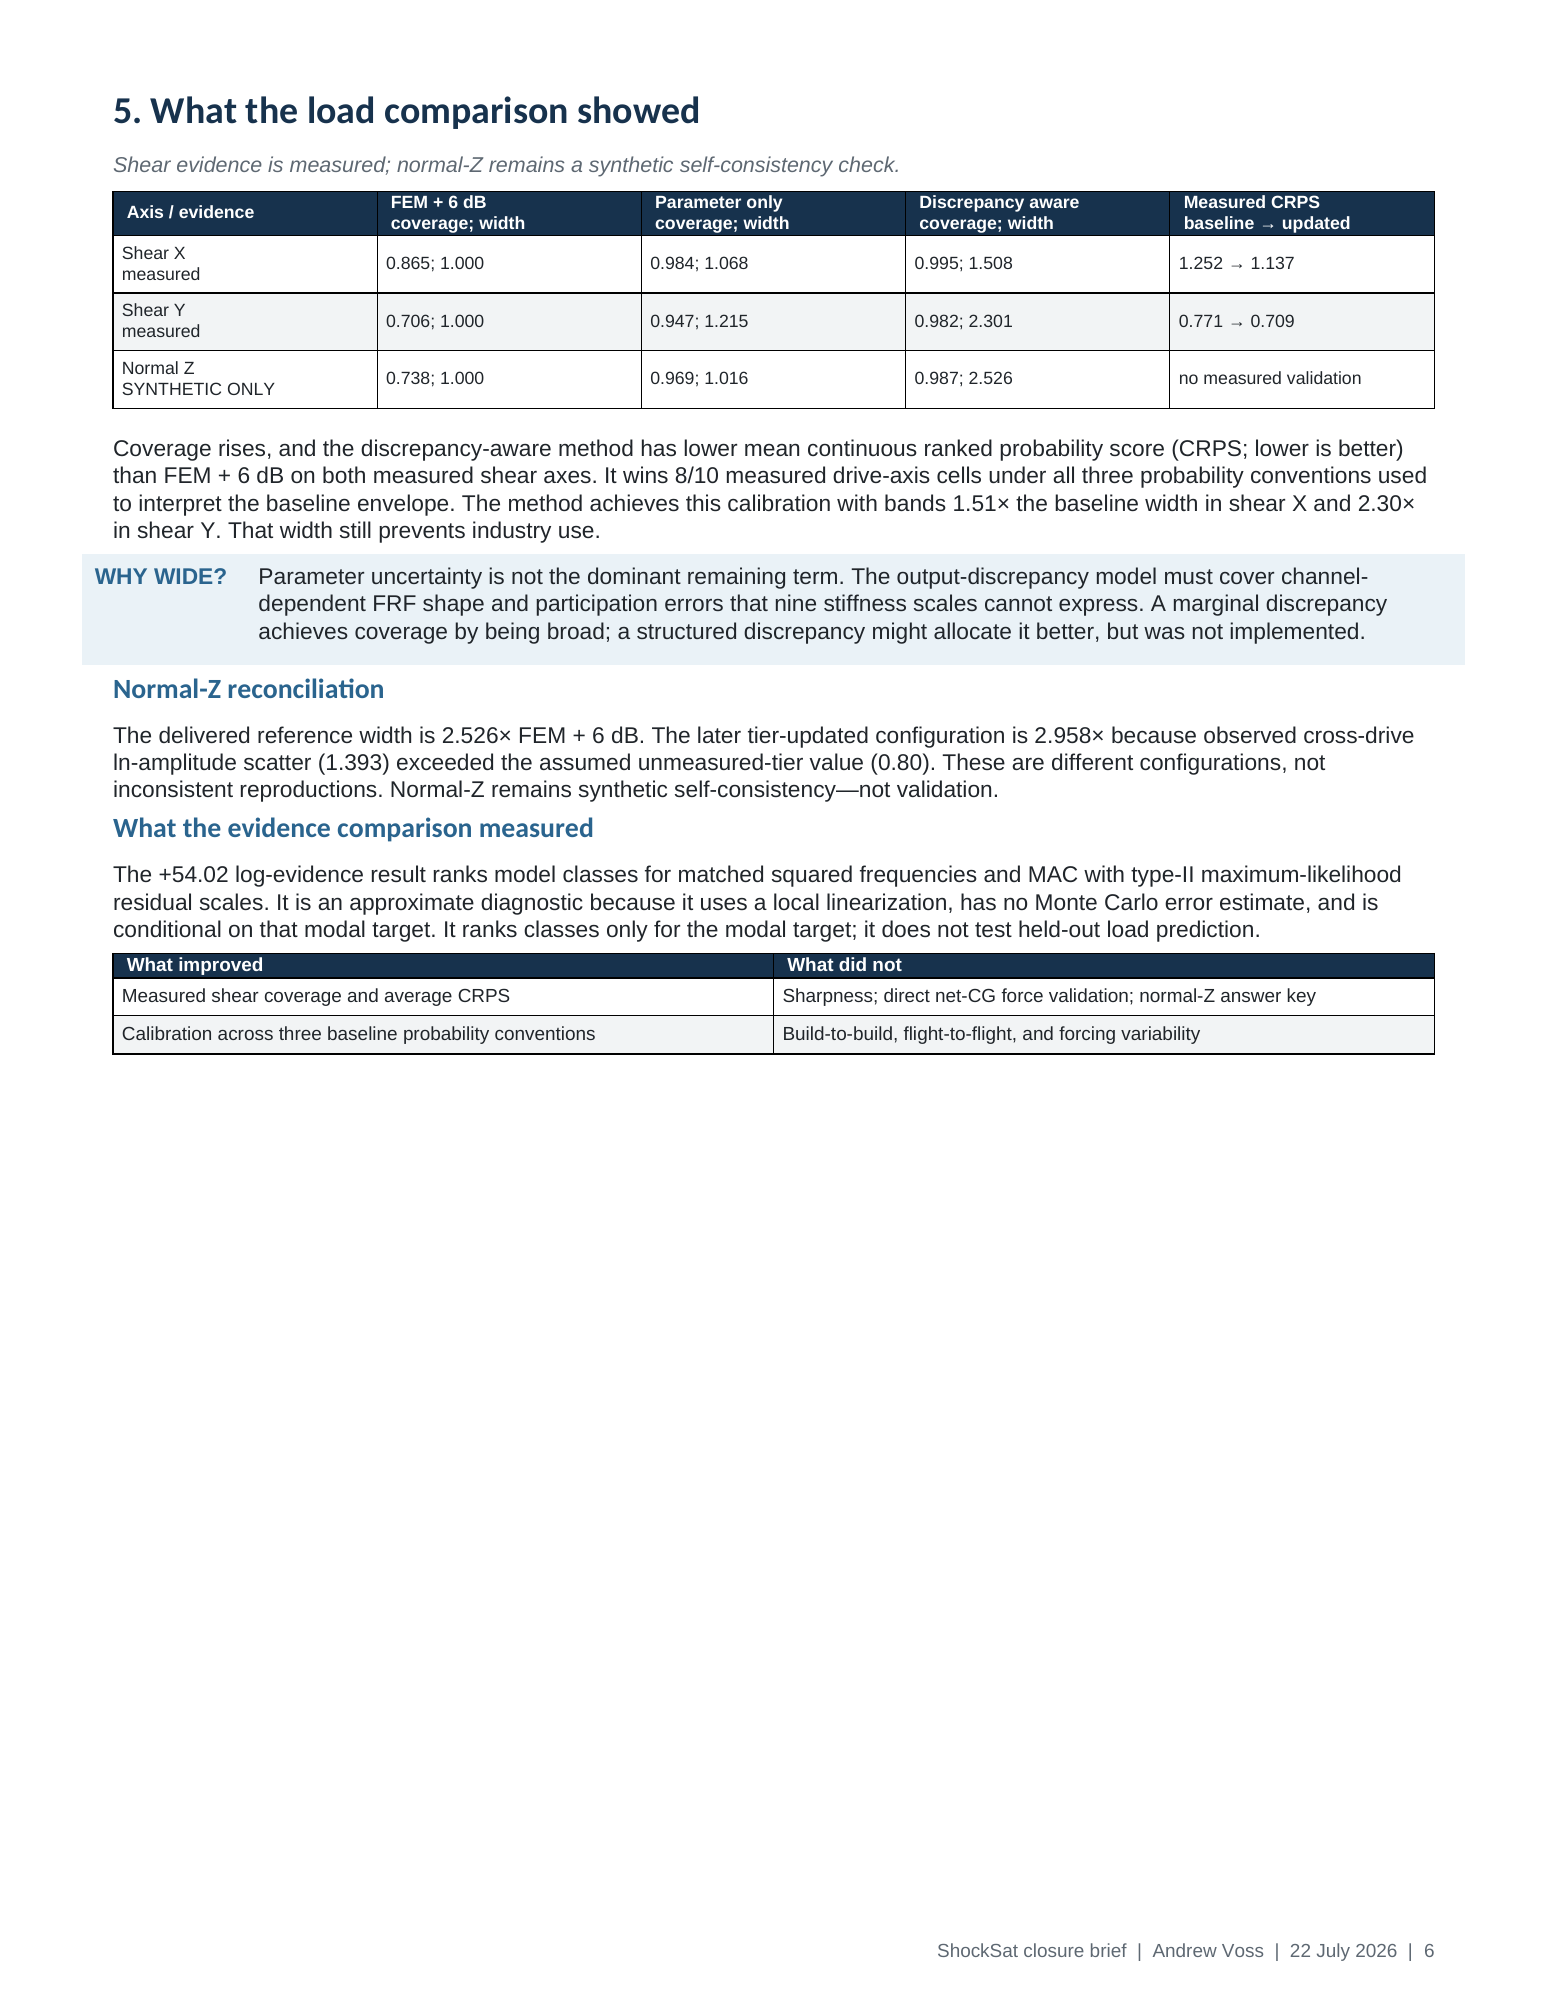 5. What the load comparison showed
Shear evidence is measured; normal-Z remains a synthetic self-consistency check.
Axis / evidence
FEM + 6 dB
coverage; width
Parameter only
coverage; width
Discrepancy aware
coverage; width
Measured CRPS
baseline → updated
Shear X
measured
0.865; 1.000
0.984; 1.068
0.995; 1.508
1.252 → 1.137
Shear Y
measured
0.706; 1.000
0.947; 1.215
0.982; 2.301
0.771 → 0.709
Normal Z
SYNTHETIC ONLY
0.738; 1.000
0.969; 1.016
0.987; 2.526
no measured validation
Coverage rises, and the discrepancy-aware method has lower mean continuous ranked probability score (CRPS; lower is better)
than FEM + 6 dB on both measured shear axes. It wins 8/10 measured drive-axis cells under all three probability conventions used
to interpret the baseline envelope. The method achieves this calibration with bands 1.51× the baseline width in shear X and 2.30×
in shear Y. That width still prevents industry use.
WHY WIDE?
Parameter uncertainty is not the dominant remaining term. The output-discrepancy model must cover channel-
dependent FRF shape and participation errors that nine stiffness scales cannot express. A marginal discrepancy
achieves coverage by being broad; a structured discrepancy might allocate it better, but was not implemented.
Normal-Z reconciliation
The delivered reference width is 2.526× FEM + 6 dB. The later tier-updated configuration is 2.958× because observed cross-drive
ln-amplitude scatter (1.393) exceeded the assumed unmeasured-tier value (0.80). These are different configurations, not
inconsistent reproductions. Normal-Z remains synthetic self-consistency—not validation.
What the evidence comparison measured
The +54.02 log-evidence result ranks model classes for matched squared frequencies and MAC with type-II maximum-likelihood
residual scales. It is an approximate diagnostic because it uses a local linearization, has no Monte Carlo error estimate, and is
conditional on that modal target. It ranks classes only for the modal target; it does not test held-out load prediction.
What improved
What did not
Measured shear coverage and average CRPS
Sharpness; direct net-CG force validation; normal-Z answer key
Calibration across three baseline probability conventions
Build-to-build, flight-to-flight, and forcing variability
ShockSat closure brief | Andrew Voss | 22 July 2026 | 6